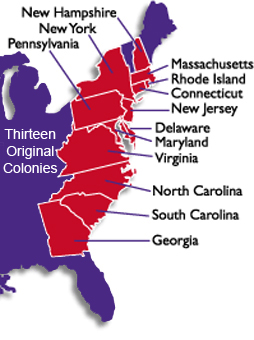 New Hampshire
New York
Pennsylvania
Massachusetts
Rhode Island
Connecticut
New Jersey
Delaware
Maryland
Virginia
Thirteen
Original
Colonies
North Carolina
South Carolina
Georgia